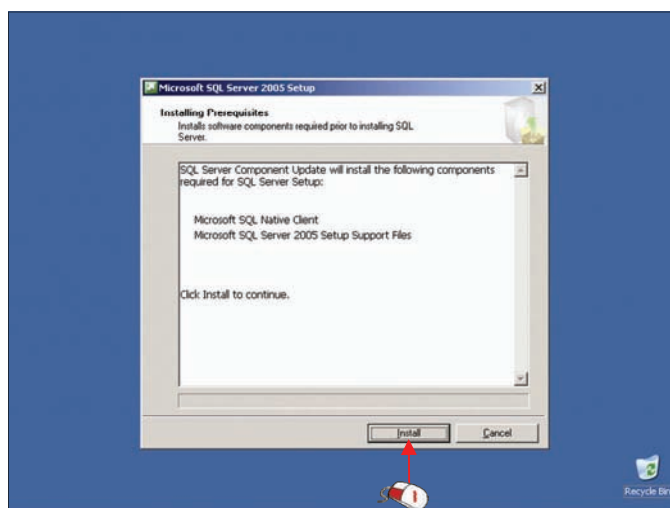 Microsoft SQL Server 2005 Setup
Installing Prerequisites
Installs software components required prior to installing SQL
Server.
SQL Server Component Update will install the following components
required for SQL Server Setup:
Microsoft SQL Native Client
Microsoft SQL Server 2005 Setup Support Files
Click Install to continue.
Install
Cancel
1
Recycle Bin